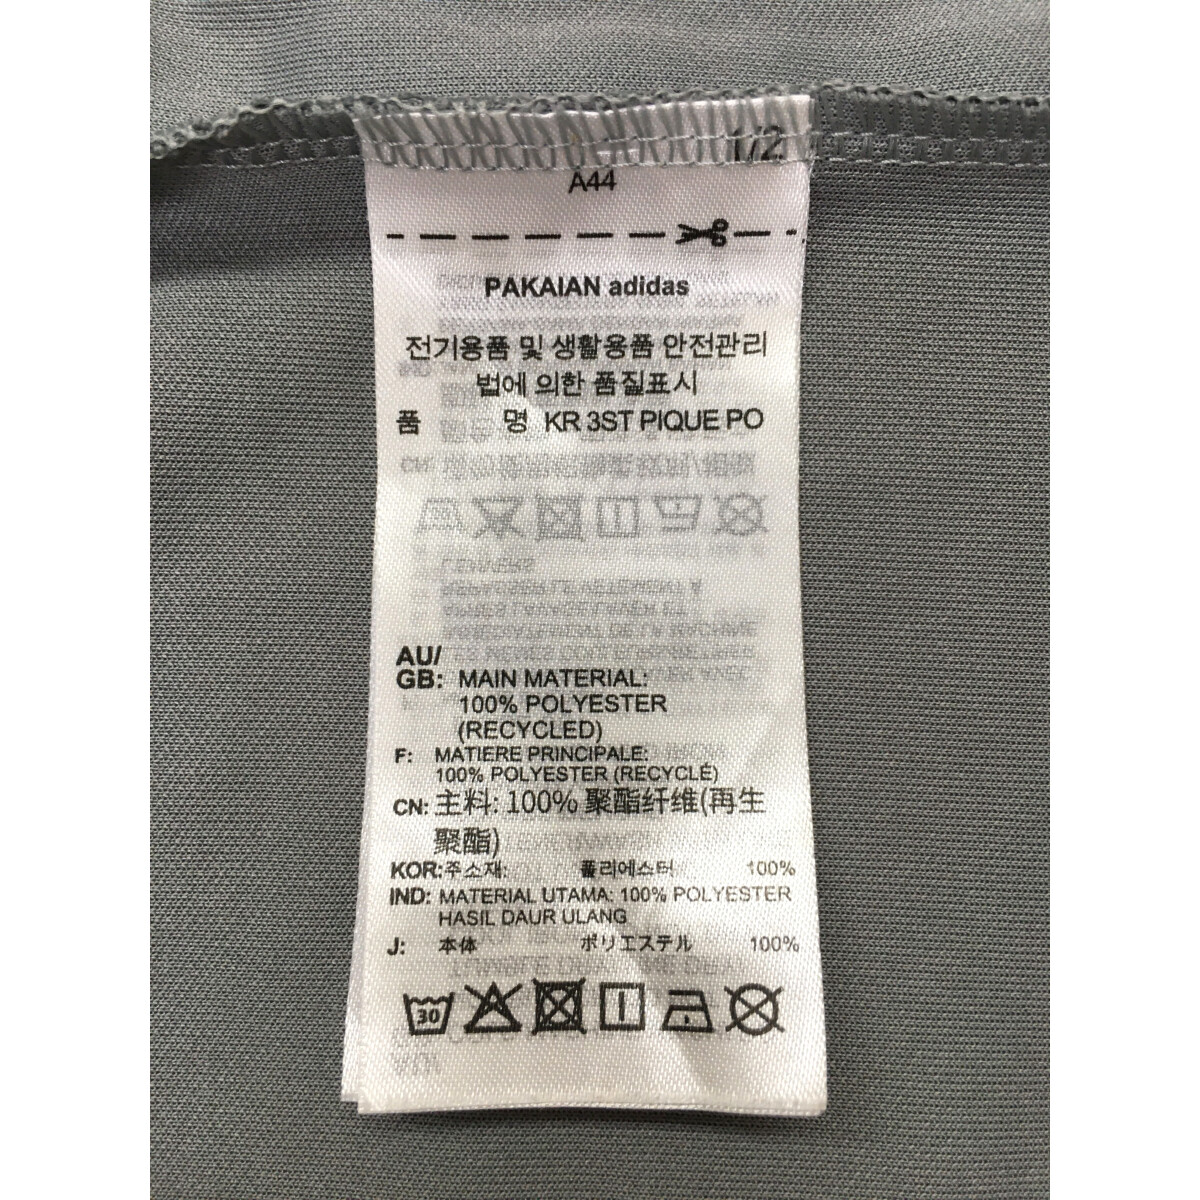 1/2
A44
PAKAIAN adidas
전기용품 및 생활용품 안전관리
법에 의한 품질표시
품 명 KR 3ST PIQUE PO
AU/
GB: MAIN MATERIAL:
100% POLYESTER
(RECYCLED)
F: MATIERE PRINCIPALE:
100% POLYESTER (RECYCLÉ)
CN: 主料: 100% 聚酯纤维(再生
聚酯)
KOR:주소재: 폴리에스터 100%
IND: MATERIAL UTAMA: 100% POLYESTER
HASIL DAUR ULANG
J: 本体 ポリエステル 100%
30